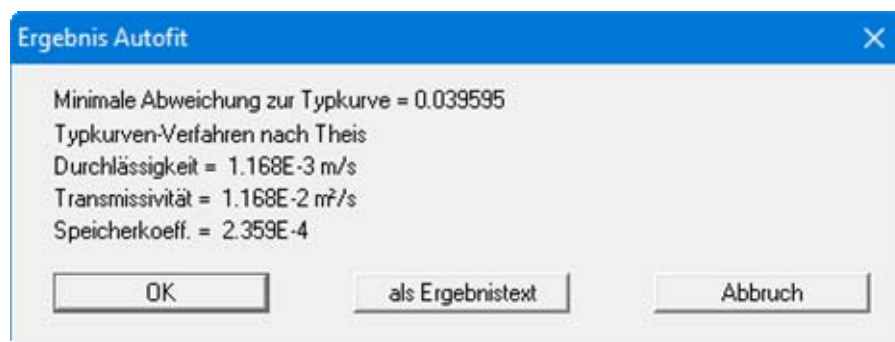 Ergebnis Autofit
Minimale Abweichung zur Typkurve = 0.039595
Typkurven-Verfahren nach Theis
Durchlässigkeit = 1.168E-3 m/s
Transmissivität = 1.168E-2 m²/s
Speicherkoeff. = 2.359E-4
OK als Ergebnistext Abbruch